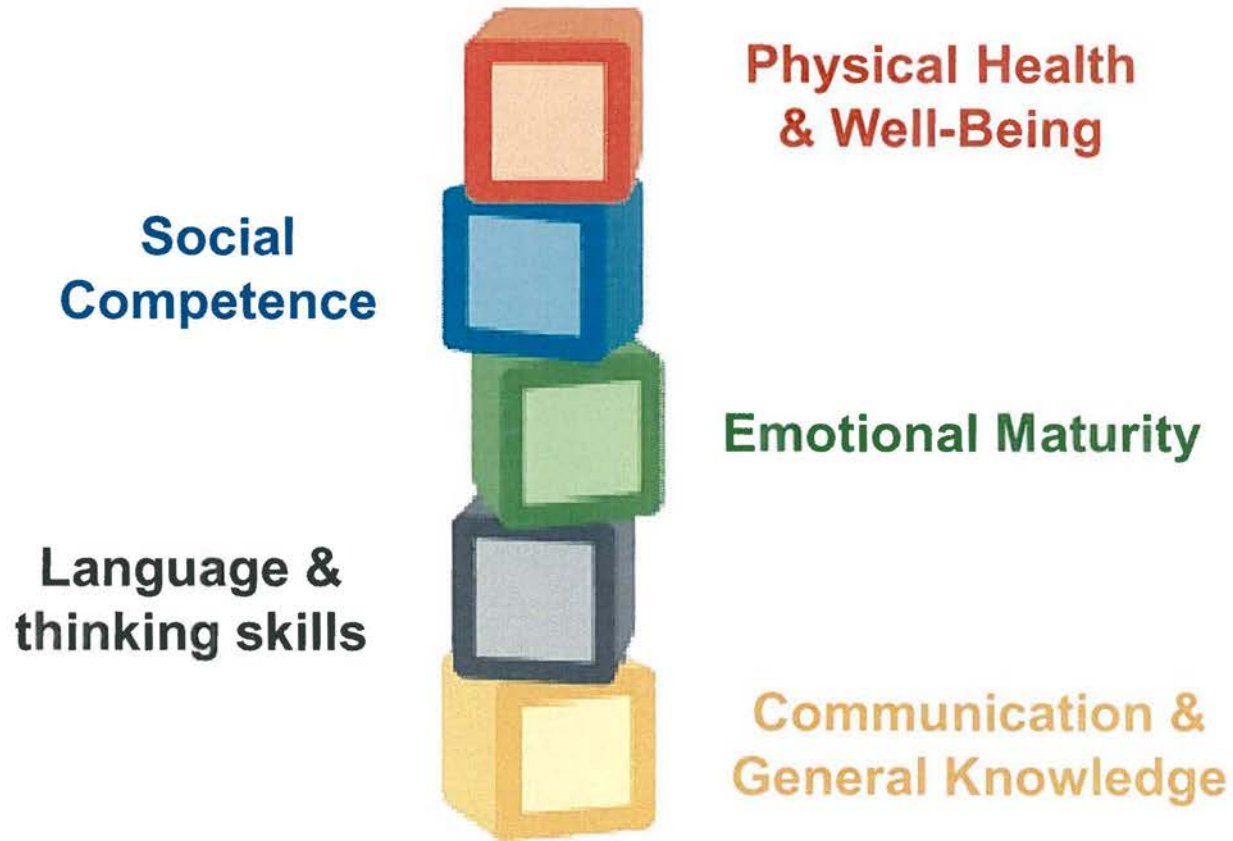 Physical Health
& Well-Being
Social
Competence
Emotional Maturity
Language &
thinking skills
Communication &
General Knowledge